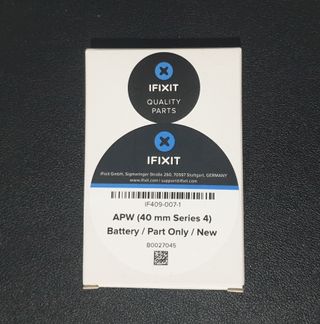 IFIXIT
QUALITY
PARTS
IFIXIT
iFixit GmbH, Sigmaringer Straße 260, 70597 Stuttgart, GERMANY
www.ifixit.com | support@ifixit.com
IF409-007-1
APW (40 mm Series 4)
Battery / Part Only / New
B0027045